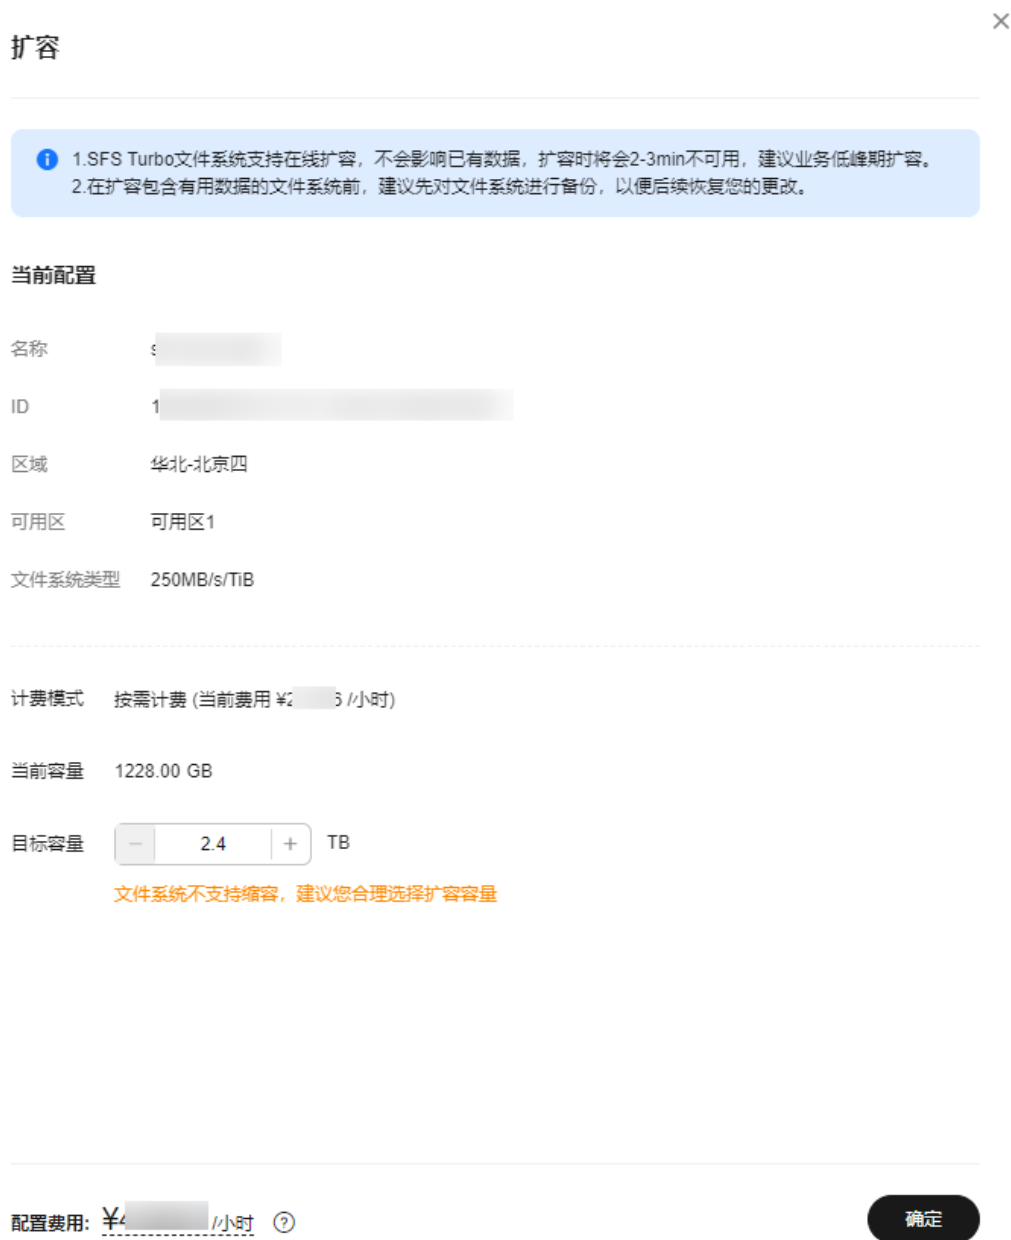 扩容
1.SFS Turbo文件系统支持在线扩容，不会影响已有数据，扩容时将会2-3min不可用，建议业务低峰期扩容。
2.在扩容包含有用数据的文件系统前，建议先对文件系统进行备份，以便后续恢复您的更改。
当前配置
名称
ID
区域 华北-北京四
可用区 可用区1
文件系统类型 250MB/s/TiB
计费模式 按需计费 (当前费用 ¥2 6 /小时)
当前容量 1228.00 GB
目标容量 2.4 TB
文件系统不支持缩容，建议您合理选择扩容容量
配置费用: ¥4 /小时
确定